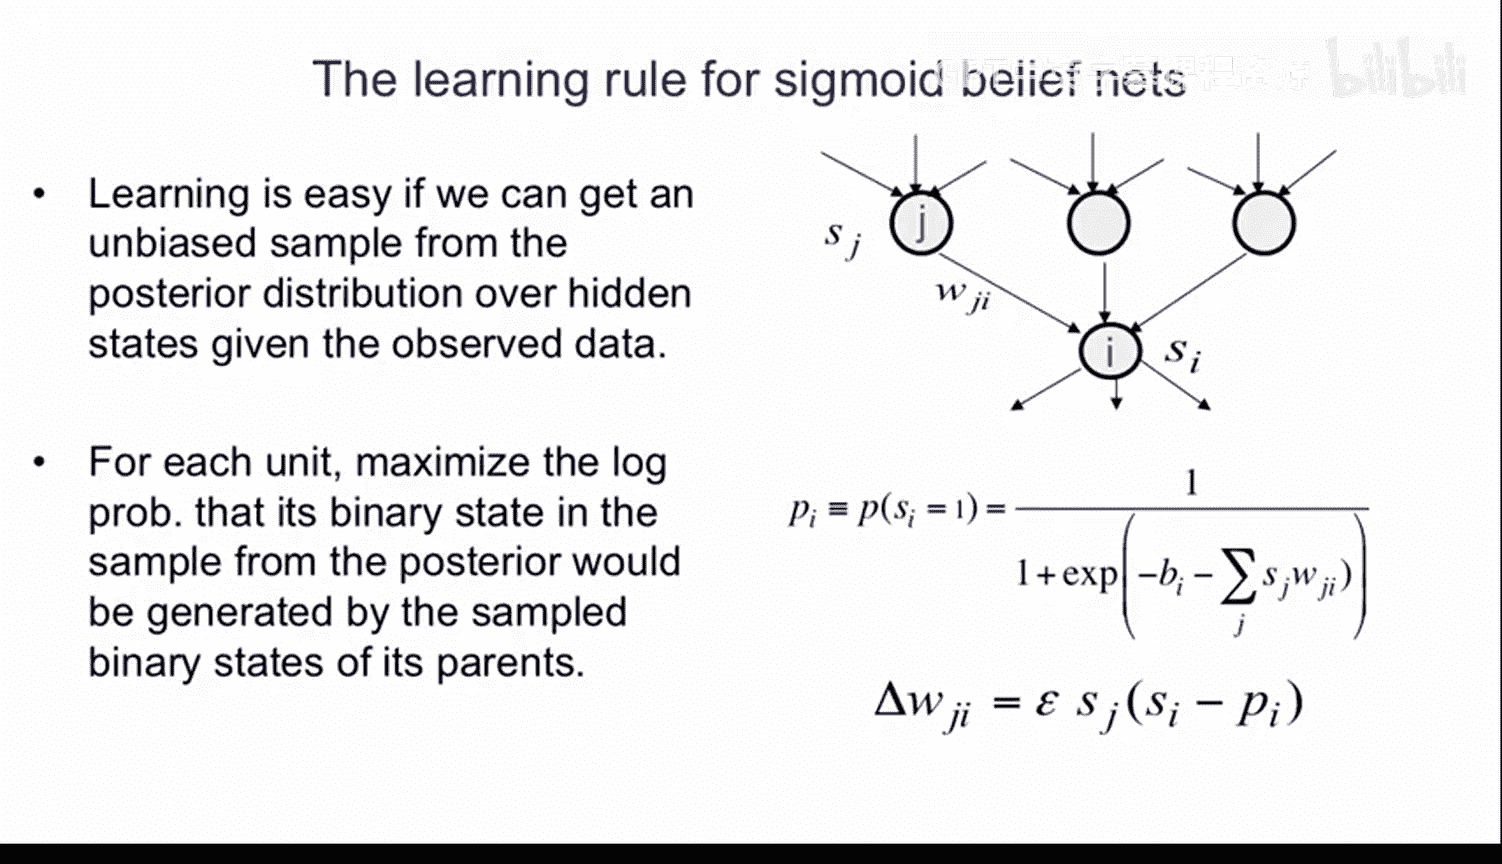 The learning rule for sigmoid belief nets
bilibili
• Learning is easy if we can get an
unbiased sample from the
posterior distribution over hidden
states given the observed data.
• For each unit, maximize the log
prob. that its binary state in the
sample from the posterior would
be generated by the sampled
binary states of its parents.
j
s_j
w_ji
i
s_i
p_i ≡ p(s_i = 1) = 1 / (1 + exp(−b_i − ∑_j s_j w_ji))
Δw_ji = ε s_j(s_i − p_i)